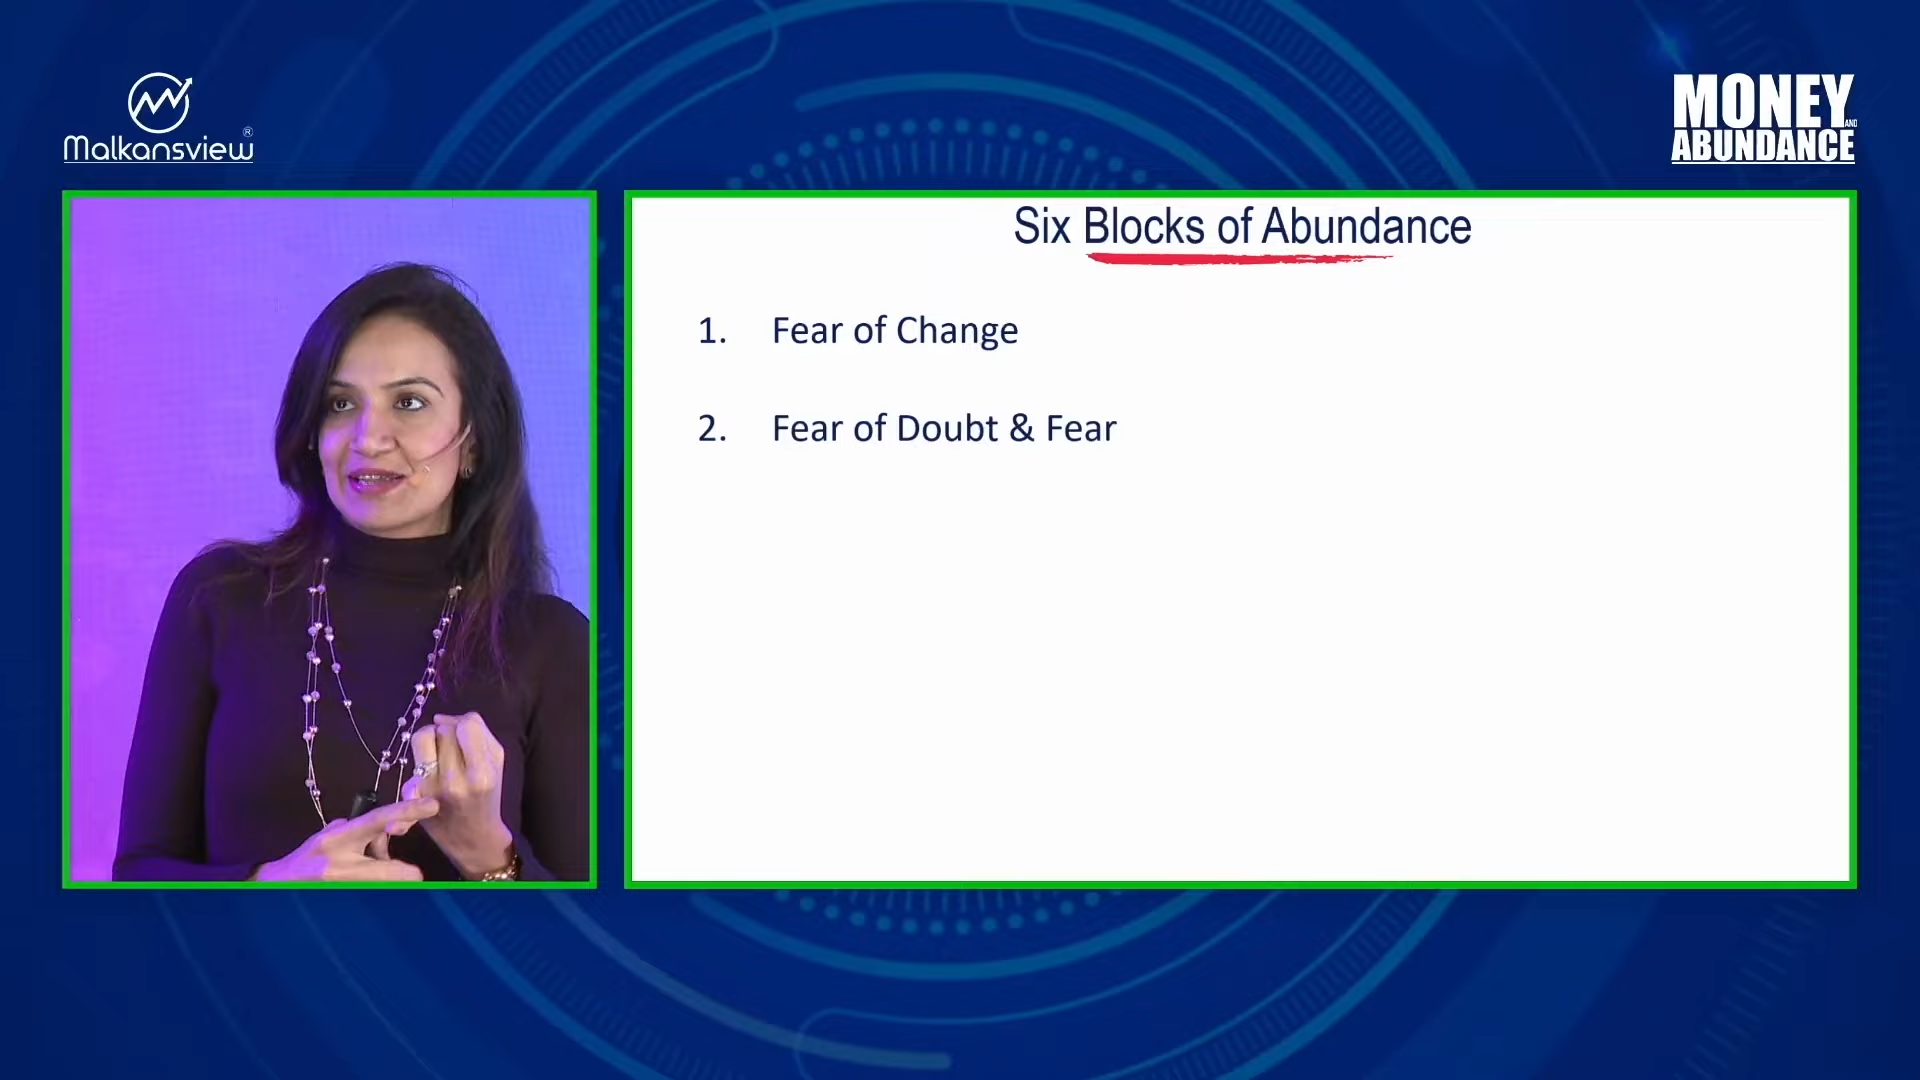 Malkansview®
MONEY AND
ABUNDANCE
Six Blocks of Abundance
1. Fear of Change
2. Fear of Doubt & Fear